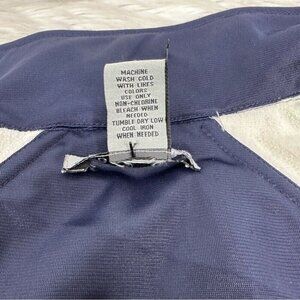 MACHINE
WASH COLD
WITH LIKES
COLORS
USE ONLY
NON-CHLORINE
BLEACH WHEN
NEEDED
TUMBLE DRY LOW
COOL IRON
WHEN NEEDED